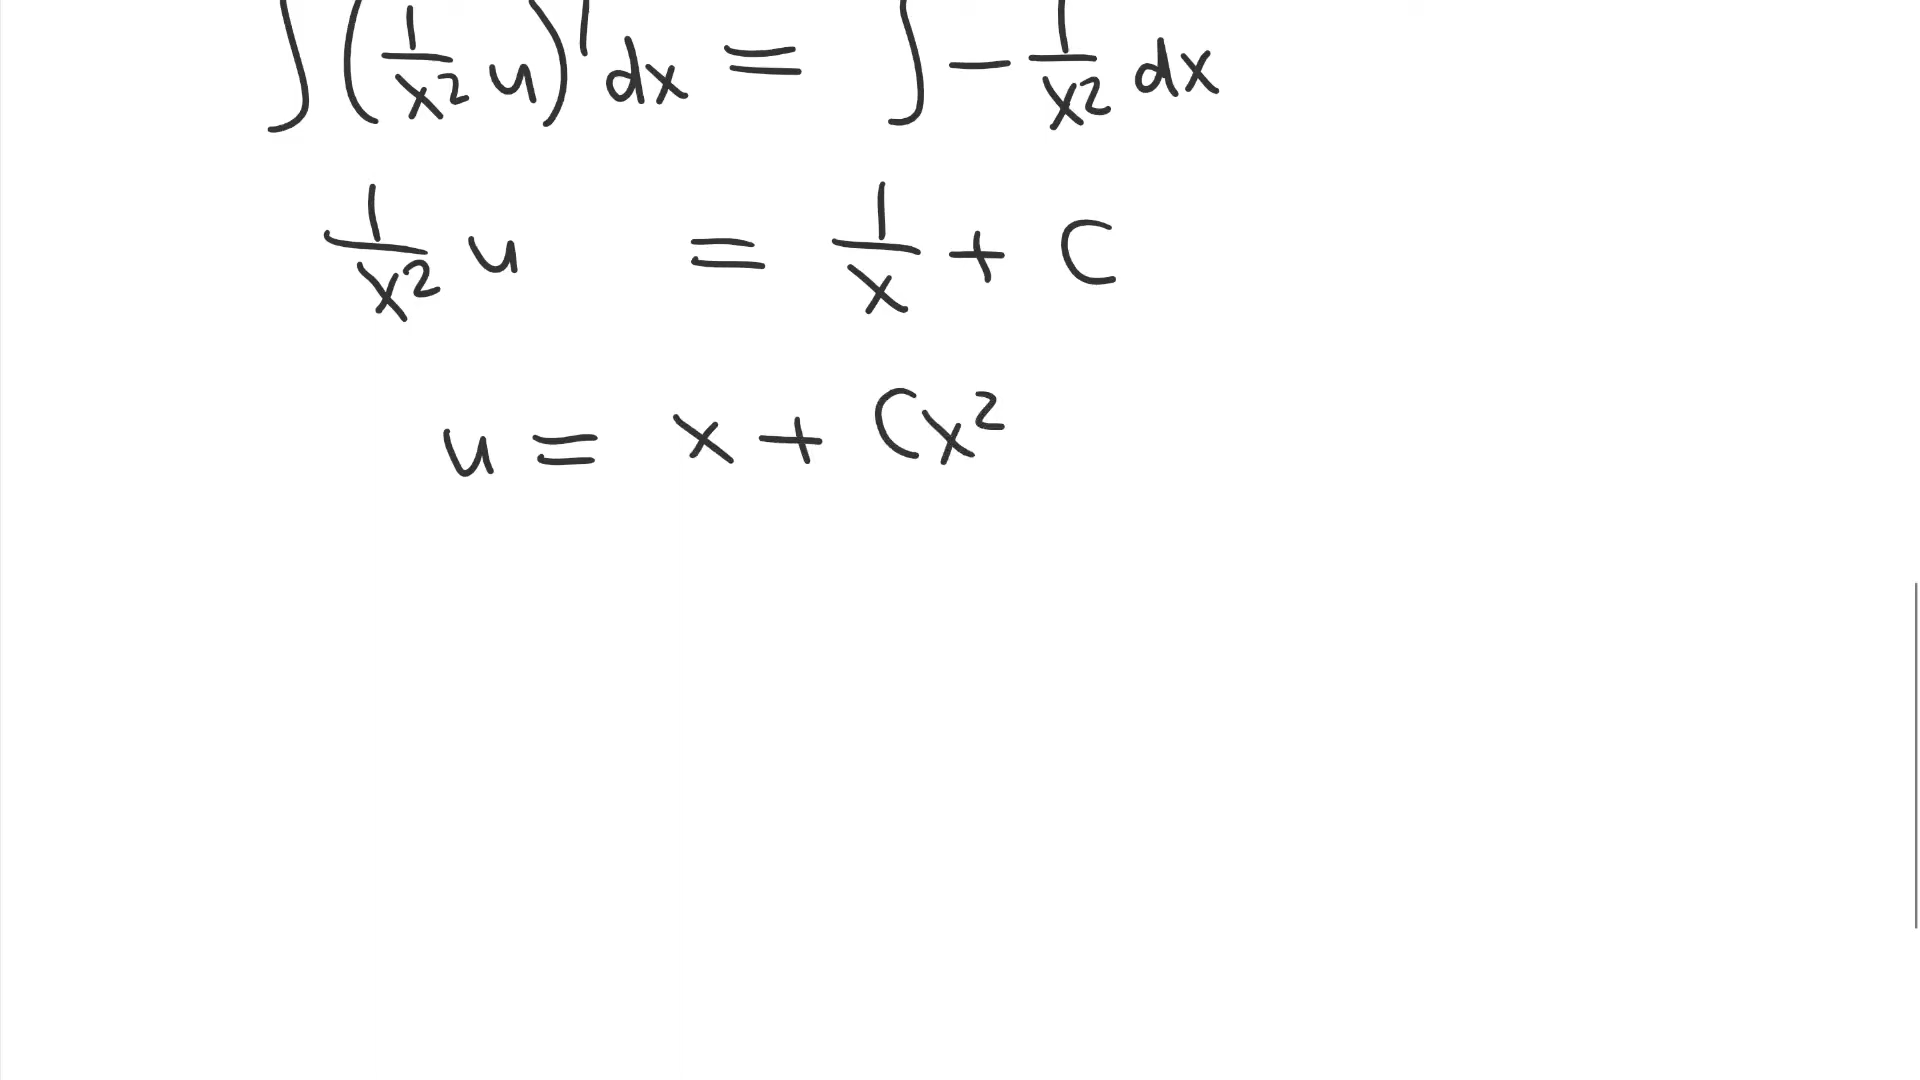 ∫(1/x² u)' dx = ∫ -1/x² dx
1/x² u = 1/x + C
u = x + Cx²